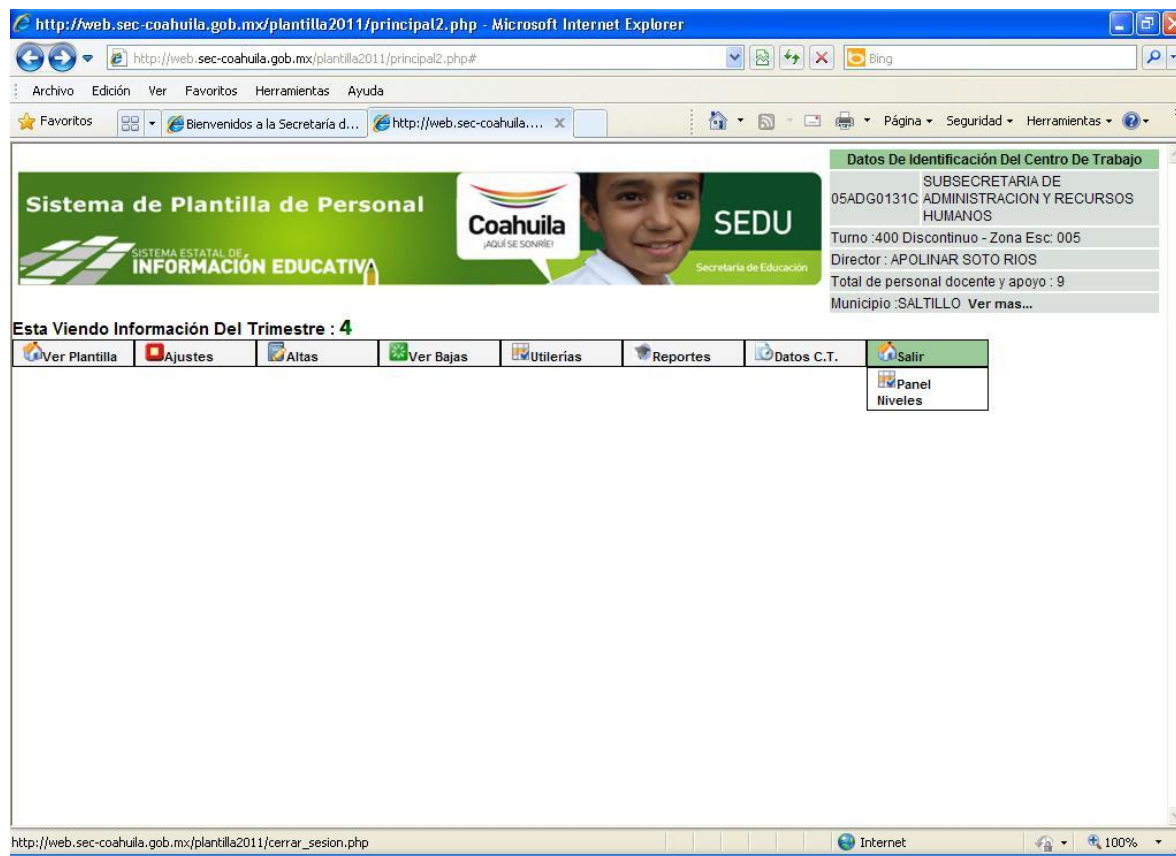 http://web.sec-coahuila.gob.mx/plantilla2011/principal2.php - Microsoft Internet Explorer
http://web.sec-coahuila.gob.mx/plantilla2011/principal2.php#
Bing
Archivo Edición Ver Favoritos Herramientas Ayuda
Favoritos Bienvenidos a la Secretaría d... http://web.sec-coahuila.... Página Seguridad Herramientas
Datos De Identificación Del Centro De Trabajo
05ADG0131C SUBSECRETARIA DE ADMINISTRACION Y RECURSOS HUMANOS
Turno :400 Discontinuo - Zona Esc: 005
Director : APOLINAR SOTO RIOS
Total de personal docente y apoyo : 9
Municipio :SALTILLO Ver mas...
Sistema de Plantilla de Personal
SISTEMA ESTATAL DE
INFORMACIÓN EDUCATIVA
Coahuila
¡AQUÍ SE SONRÍE!
SEDU
Secretaría de Educación
Esta Viendo Información Del Trimestre : 4
Ver Plantilla Ajustes Altas Ver Bajas Utilerías Reportes Datos C.T. Salir
Panel
Niveles
http://web.sec-coahuila.gob.mx/plantilla2011/cerrar_sesion.php Internet 100%